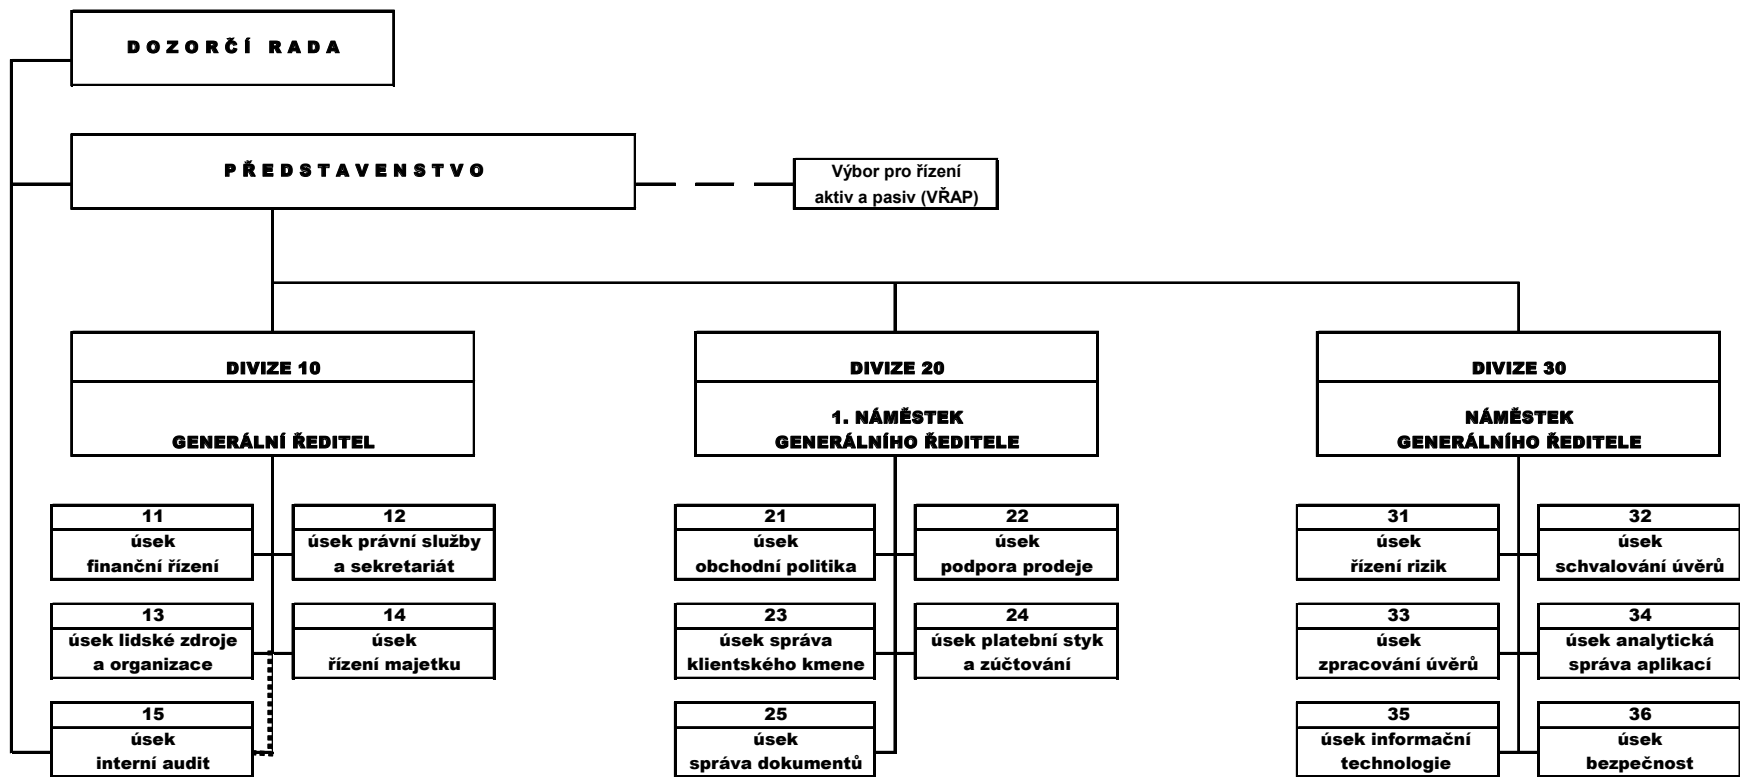 DOZORČÍ RADA
PŘEDSTAVENSTVO
Výbor pro řízení
aktiv a pasiv (VŘAP)
DIVIZE 10
GENERÁLNÍ ŘEDITEL
DIVIZE 20
1. NÁMĚSTEK
GENERÁLNÍHO ŘEDITELE
DIVIZE 30
NÁMĚSTEK
GENERÁLNÍHO ŘEDITELE
11
úsek
finanční řízení
12
úsek právní služby
a sekretariát
13
úsek lidské zdroje
a organizace
14
úsek
řízení majetku
15
úsek
interní audit
21
úsek
obchodní politika
22
úsek
podpora prodeje
23
úsek správa
klientského kmene
24
úsek platební styk
a zúčtování
25
úsek
správa dokumentů
31
úsek
řízení rizik
32
úsek
schvalování úvěrů
33
úsek
zpracování úvěrů
34
úsek analytická
správa aplikací
35
úsek informační
technologie
36
úsek
bezpečnost